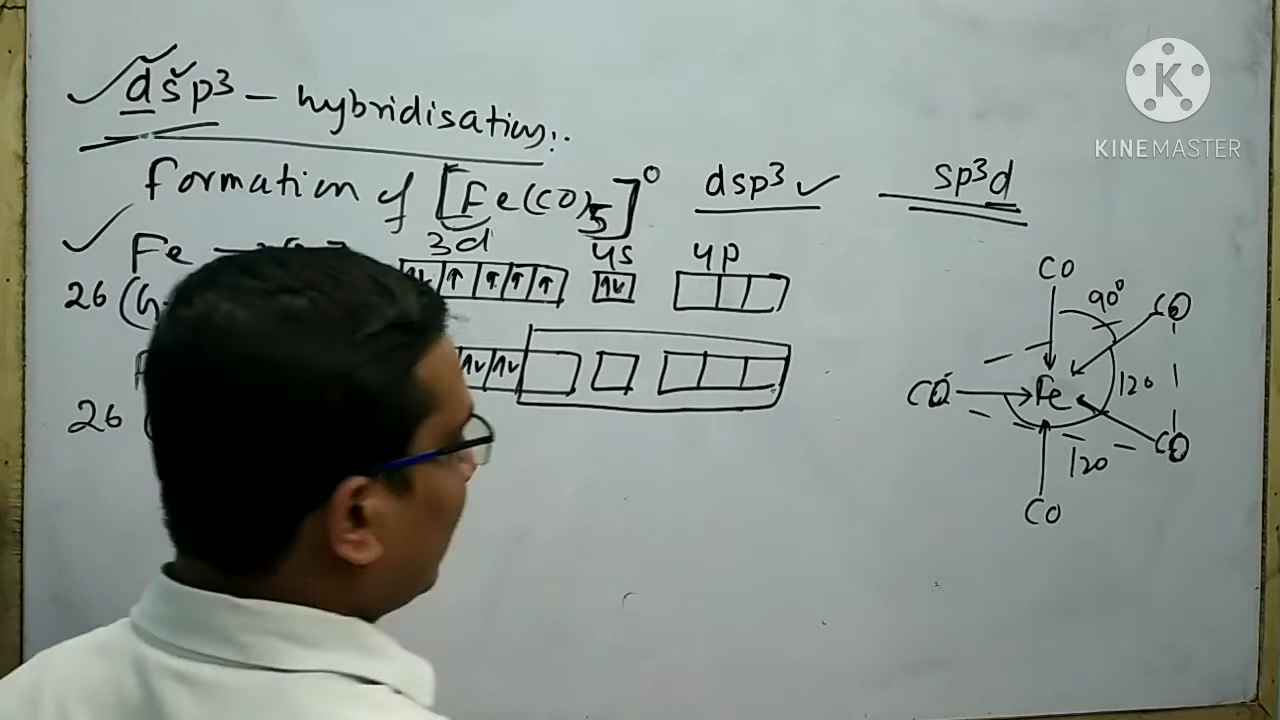 dsp³ – hybridisation:.
Formation of [Fe(CO)5]⁰ dsp³ ✓ sp³d
Fe → 3d 4s 4p
26
26
CO
90°
CO
CO Fe 120
CO
120
CO
K
KINEMASTER